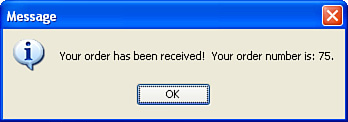 Message
Your order has been received!  Your order number is: 75.
OK